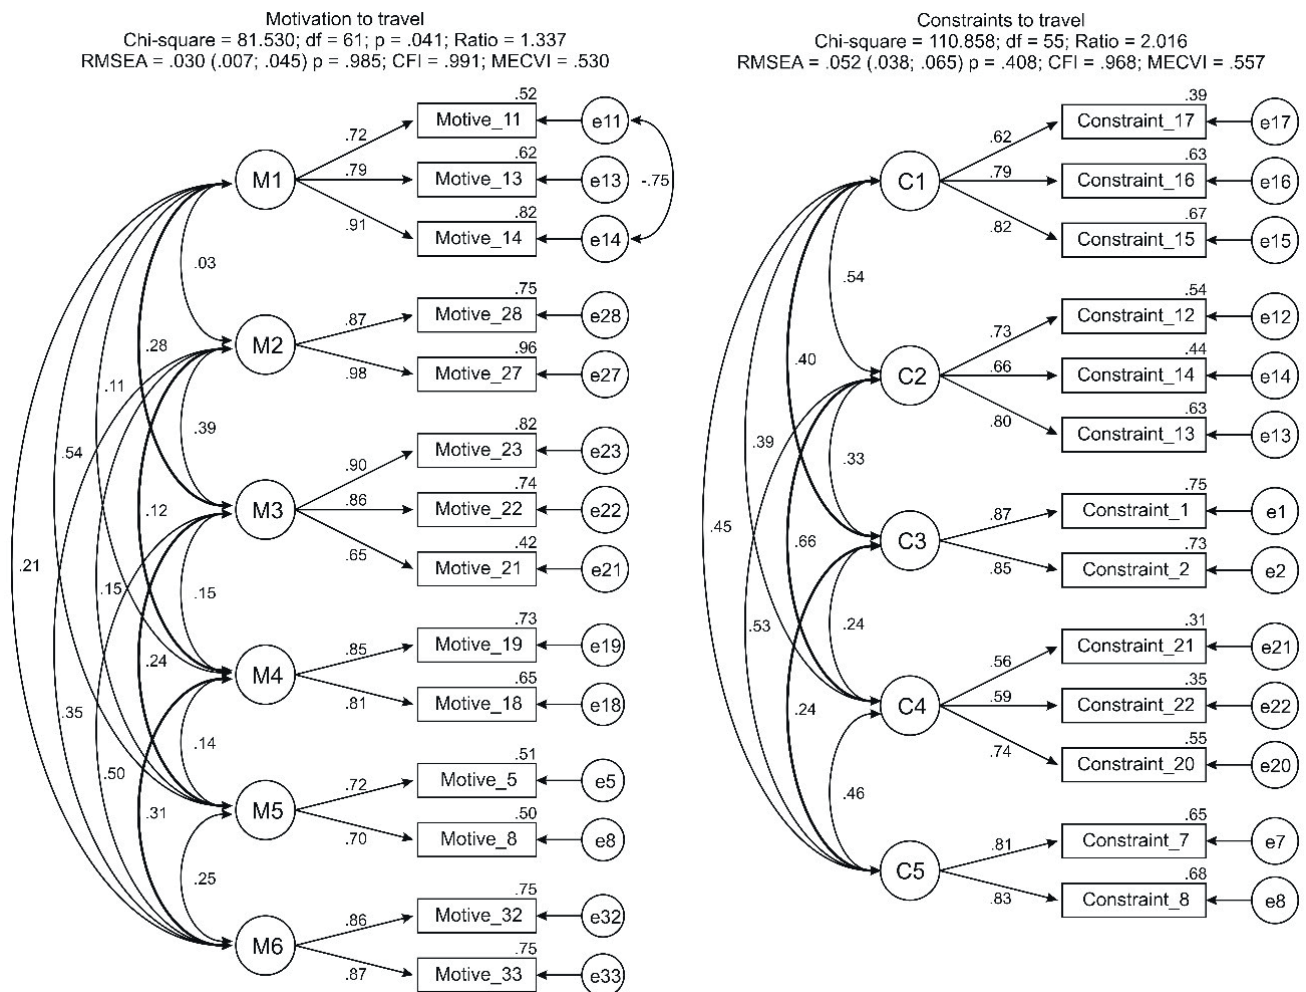 Motivation to travel
Chi-square = 81.530; df = 61; p = .041; Ratio = 1.337
RMSEA = .030 (.007; .045) p = .985; CFI = .991; MECVI = .530
.52
Motive_11
e11
.72
.62
.79
Motive_13
e13
-.75
M1
.82
.91
Motive_14
e14
.03
.75
.87
Motive_28
e28
M2
.28
.96
.98
Motive_27
e27
.11
.39
.82
.54
.90
Motive_23
e23
.74
.86
Motive_22
e22
M3
.12
.42
.65
Motive_21
e21
.21
.15
.15
.73
.85
Motive_19
e19
.24
M4
.65
.81
Motive_18
e18
.35
.14
.51
.50
.72
Motive_5
e5
.31
M5
.50
.70
Motive_8
e8
.25
.75
.86
Motive_32
e32
M6
.75
.87
Motive_33
e33
Constraints to travel
Chi-square = 110.858; df = 55; Ratio = 2.016
RMSEA = .052 (.038; .065) p = .408; CFI = .968; MECVI = .557
.39
.62
Constraint_17
e17
.63
.79
Constraint_16
e16
C1
.67
.82
Constraint_15
e15
.54
.54
.73
Constraint_12
e12
.40
.44
.66
Constraint_14
e14
C2
.63
.80
Constraint_13
e13
.39
.33
.75
.87
Constraint_1
e1
.45
.66
C3
.73
.85
Constraint_2
e2
.53
.24
.31
.56
Constraint_21
e21
.35
.59
Constraint_22
e22
.24
C4
.55
.74
Constraint_20
e20
.46
.65
.81
Constraint_7
e7
C5
.68
.83
Constraint_8
e8